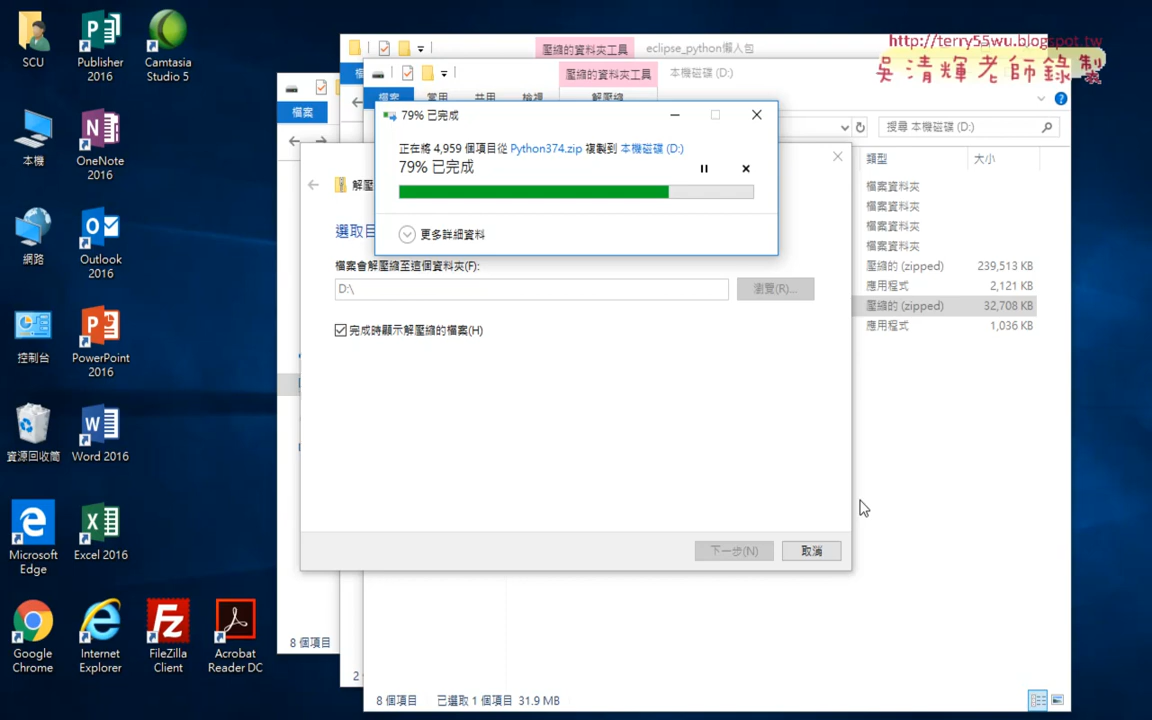 SCU
Publisher 2016
Camtasia Studio 5
本機
OneNote 2016
網路
Outlook 2016
控制台
PowerPoint 2016
資源回收筒
Word 2016
Microsoft Edge
Excel 2016
Google Chrome
Internet Explorer
FileZilla Client
Acrobat Reader DC
壓縮的資料夾工具
eclipse_python懶人包
http://terry55wu.blogspot.tw
吳清輝老師錄製
壓縮的資料夾工具
本機磁碟 (D:)
檔案
檔案
常用
共用
檢視
解壓縮
搜尋 本機磁碟 (D:)
79% 已完成
正在將 4,959 個項目從 Python374.zip 複製到 本機磁碟 (D:)
79% 已完成
更多詳細資料
類型
大小
檔案資料夾
檔案資料夾
檔案資料夾
檔案資料夾
壓縮的 (zipped)
239,513 KB
應用程式
2,121 KB
壓縮的 (zipped)
32,708 KB
應用程式
1,036 KB
解壓
選取目
檔案會解壓縮至這個資料夾(F):
D:\
瀏覽(R)...
完成時顯示解壓縮的檔案(H)
下一步(N)
取消
8 個項目
2
8 個項目
已選取 1 個項目 31.9 MB